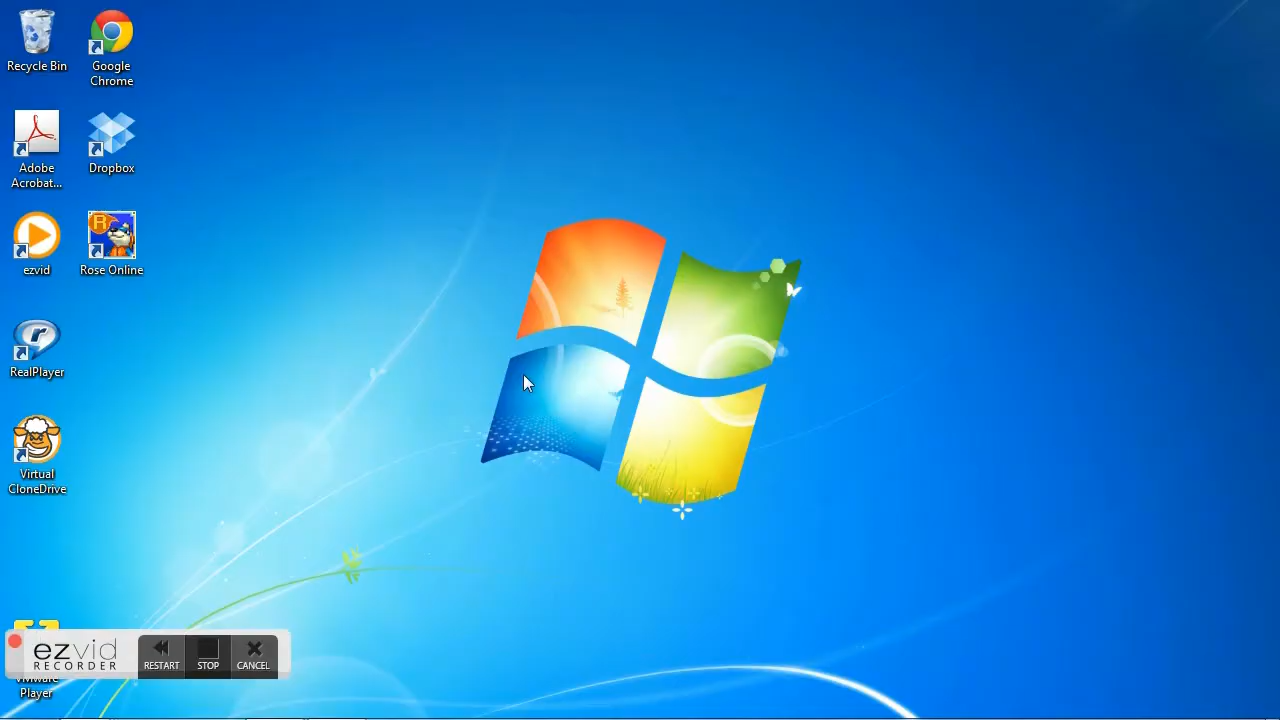 Recycle Bin
Google
Chrome
Adobe
Acrobat...
Dropbox
ezvid
Rose Online
RealPlayer
Virtual
CloneDrive
ezvid
RECORDER
RESTART
STOP
CANCEL
VMware
Player